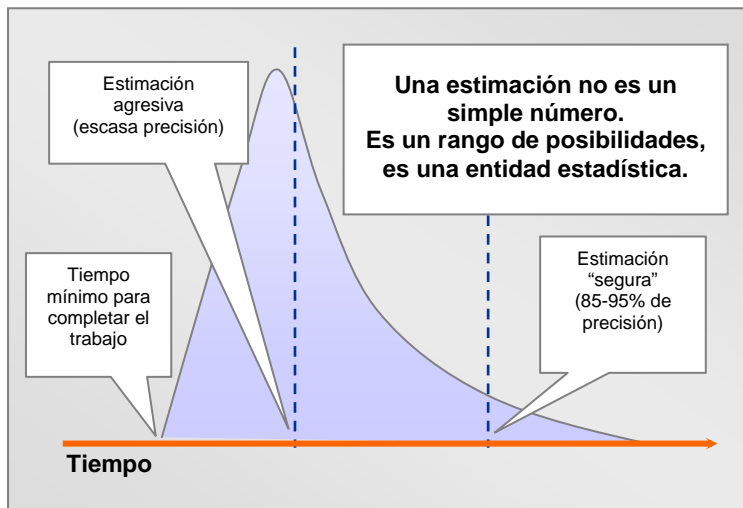 Estimación
agresiva
(escasa precisión)
Una estimación no es un
simple número.
Es un rango de posibilidades,
es una entidad estadística.
Tiempo
mínimo para
completar el
trabajo
Estimación
“segura”
(85-95% de
precisión)
Tiempo